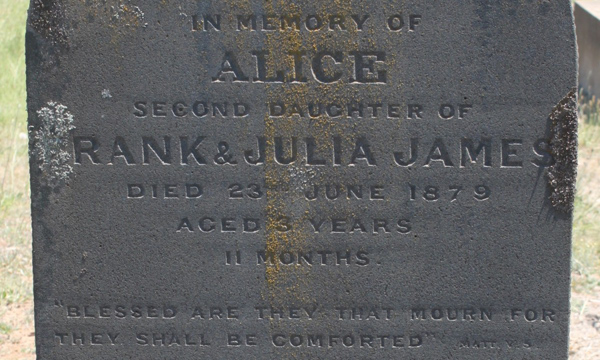 IN MEMORY OF
ALICE
SECOND DAUGHTER OF
RANK & JULIA JAMES
DIED 23RD JUNE 1879
AGED 3 YEARS
11 MONTHS.
"BLESSED ARE THEY THAT MOURN FOR
THEY SHALL BE COMFORTED" MATT. V. 4.